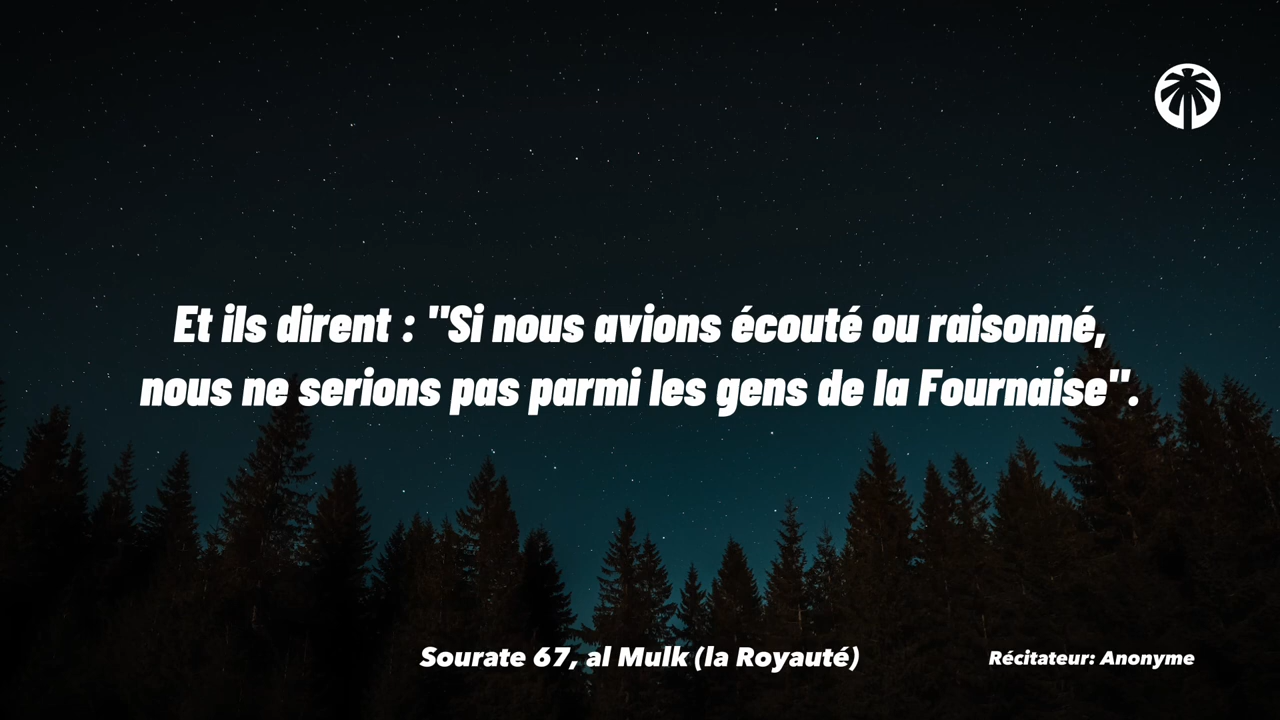 Et ils dirent : "Si nous avions écouté ou raisonné,
nous ne serions pas parmi les gens de la Fournaise".
Sourate 67, al Mulk (la Royauté)
Récitateur: Anonyme